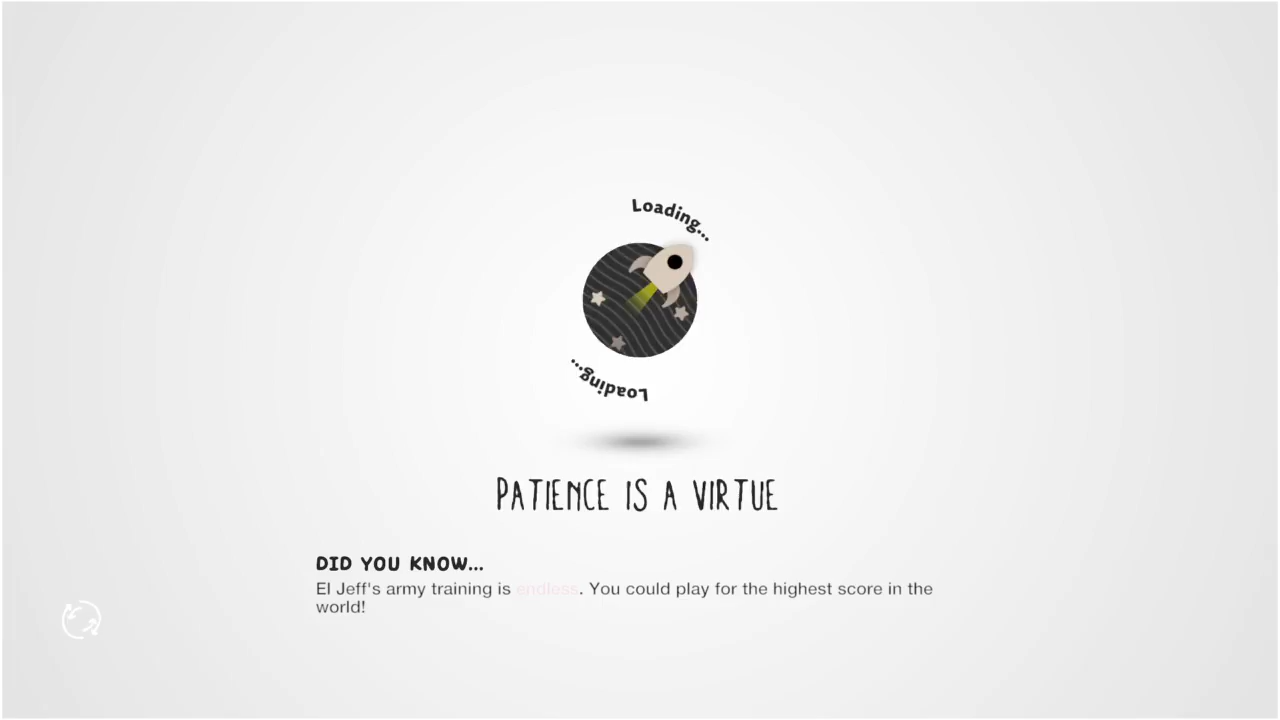 Loading...
Loading...
PATIENCE IS A VIRTUE
DID YOU KNOW...
El Jeff's army training is endless. You could play for the highest score in the
world!